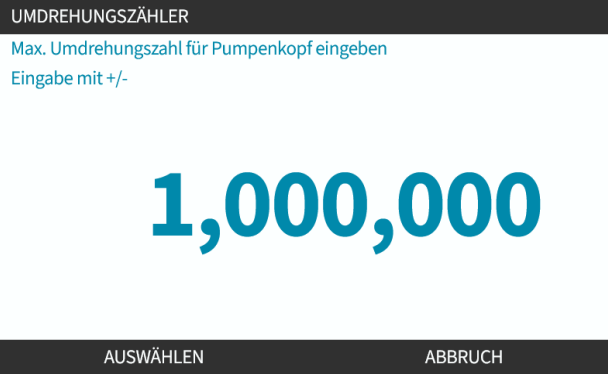 UMDREHUNGSZÄHLER
Max. Umdrehungszahl für Pumpenkopf eingeben
Eingabe mit +/-
1,000,000
AUSWÄHLEN ABBRUCH